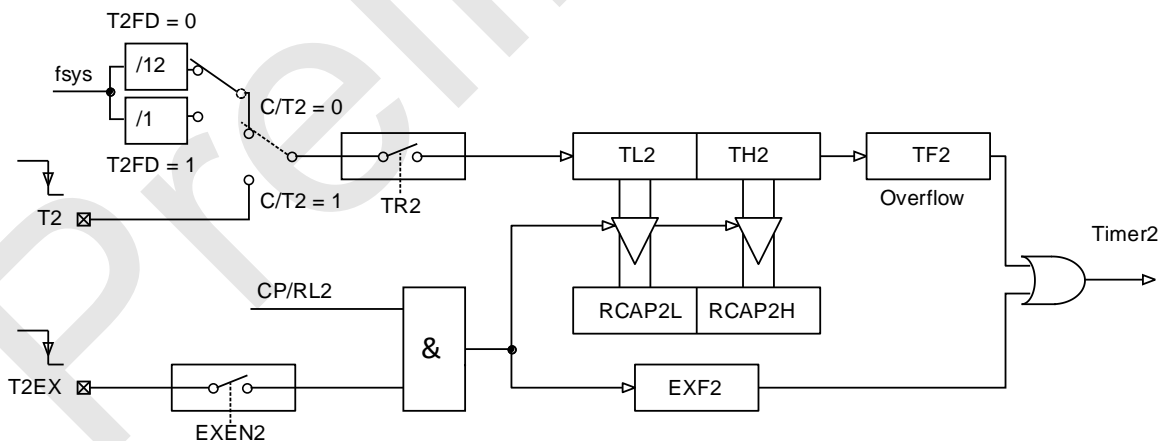 T2FD = 0
/12
fsys
C/T2 = 0
/1
T2FD = 1
TL2
TH2
TF2
C/T2 = 1
TR2
Overflow
T2
Timer2
CP/RL2
RCAP2L
RCAP2H
&
T2EX
EXF2
EXEN2